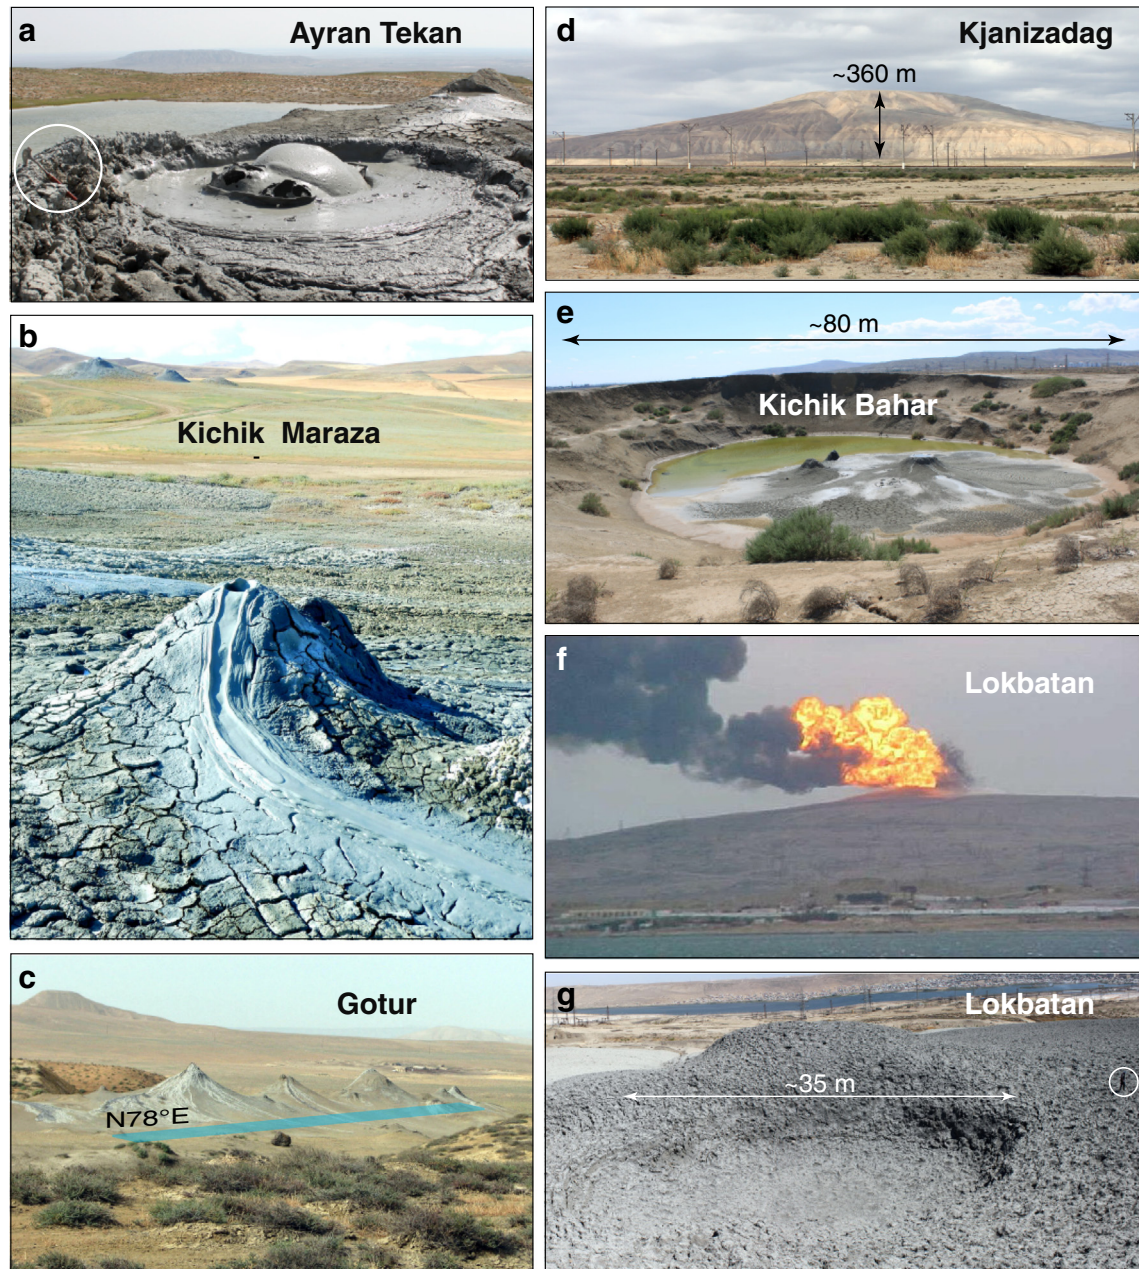 a
Ayran Tekan
b
Kichik Maraza
c
Gotur
N78°E
d
Kjanizadag
~360 m
e
~80 m
Kichik Bahar
f
Lokbatan
g
Lokbatan
~35 m